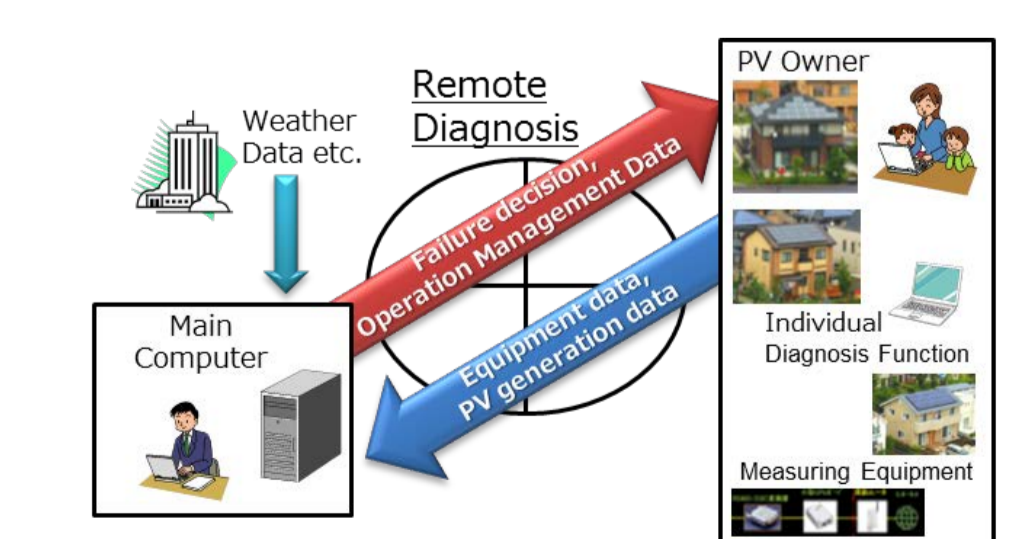 Remote
Diagnosis
Weather
Data etc.
Failure decision,
Operation Management Data
Equipment data,
PV generation data
Main
Computer
PV Owner
Individual
Diagnosis Function
Measuring Equipment